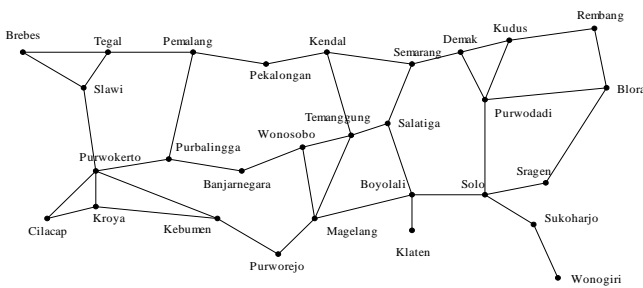 Rembang
Brebes
Tegal
Pemalang
Kendal
Kudus
Demak
Semarang
Pekalongan
Slawi
Blora
Purwodadi
Temanggung
Salatiga
Wonosobo
Purbalingga
Purwokerto
Sragen
Banjarnegara
Boyolali
Solo
Kroya
Sukoharjo
Cilacap
Kebumen
Magelang
Klaten
Purworejo
Wonogiri